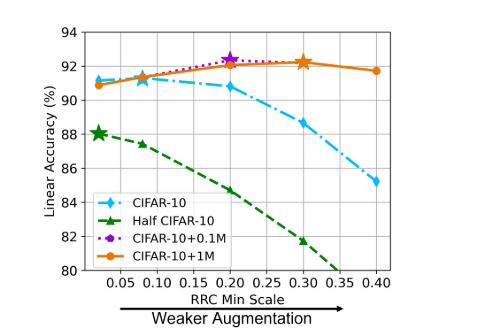 94
92
90
88
86
84
82
80
Linear Accuracy (%)
CIFAR-10
Half CIFAR-10
CIFAR-10+0.1M
CIFAR-10+1M
0.05 0.10 0.15 0.20 0.25 0.30 0.35 0.40
RRC Min Scale
Weaker Augmentation